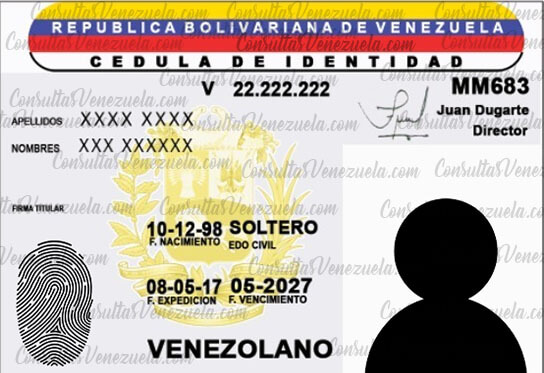 REPUBLICA BOLIVARIANA DE VENEZUELA
CEDULA DE IDENTIDAD
V 22.222.222
MM683
Juan Dugarte
Director
APELLIDOS XXXX XXXX
NOMBRES XXX XXXXXX
FIRMA TITULAR
10-12-98 SOLTERO
F. NACIMIENTO EDO CIVIL
08-05-17 05-2027
F. EXPEDICION F. VENCIMIENTO
VENEZOLANO
ConsultasVenezuela.com